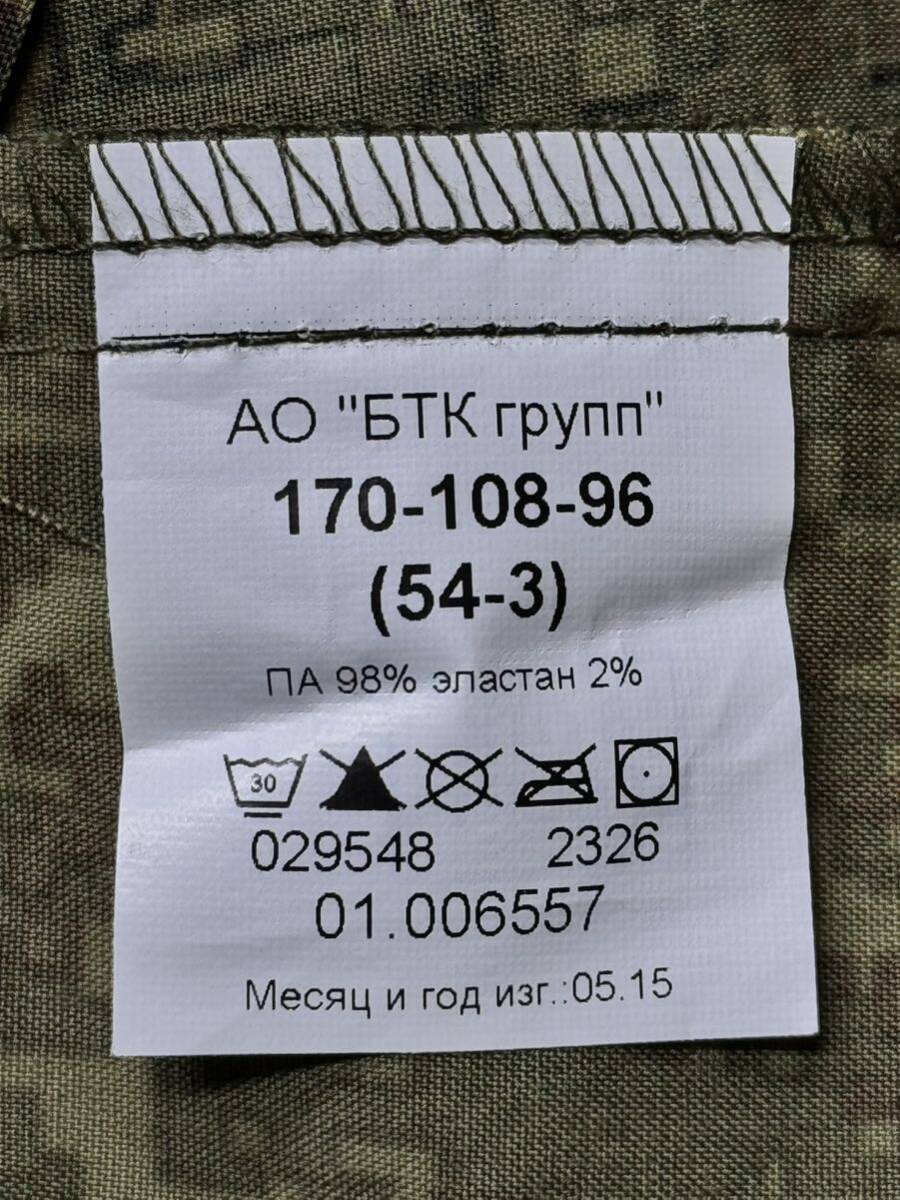 АО "БТК групп"
170-108-96
(54-3)
ПА 98% эластан 2%
30
029548 2326
01.006557
Месяц и год изг.:05.15